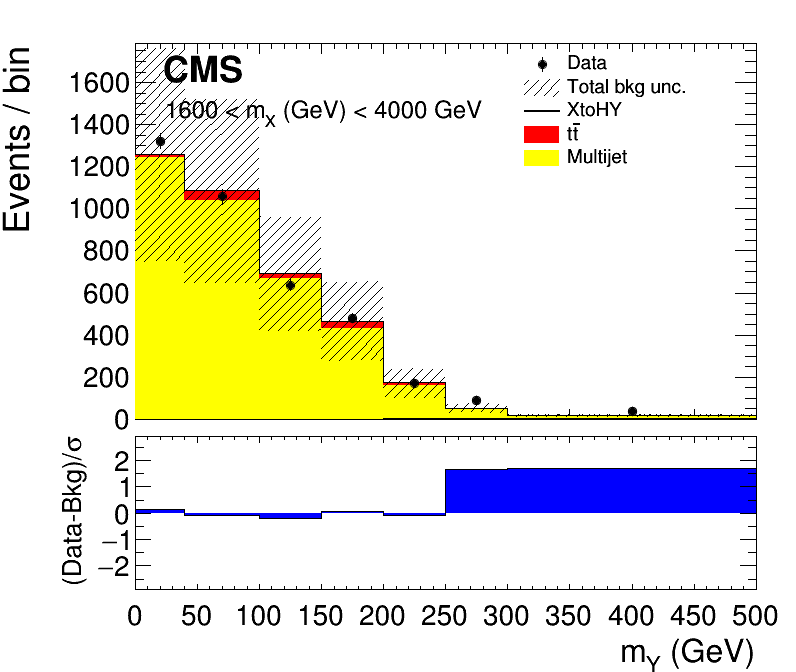 CMS
1600 < m_X (GeV) < 4000 GeV
Data
Total bkg unc.
XtoHY
tt̄
Multijet
Events / bin
1600
1400
1200
1000
800
600
400
200
0
(Data-Bkg)/σ
2
1
0
−1
−2
0 50 100 150 200 250 300 350 400 450 500
m_Y (GeV)